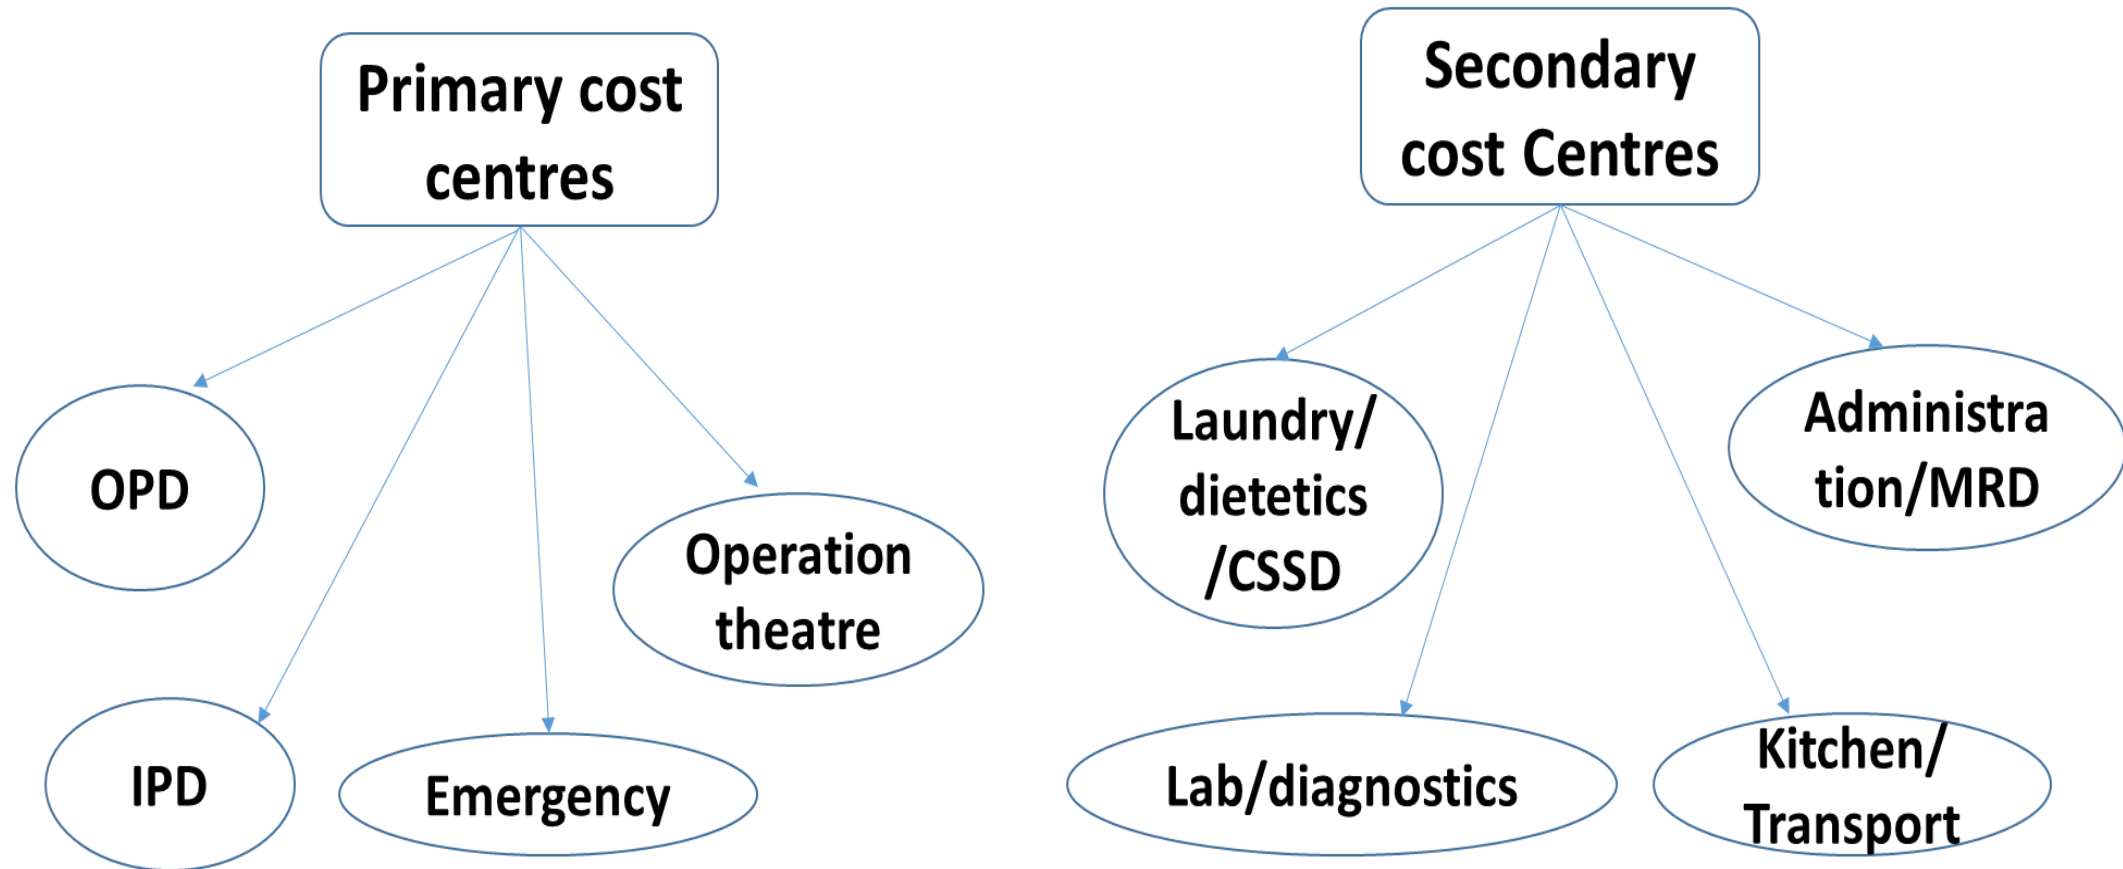 Primary cost
centres
Secondary
cost Centres
OPD
IPD
Emergency
Operation
theatre
Laundry/
dietetics
/CSSD
Lab/diagnostics
Kitchen/
Transport
Administra
tion/MRD